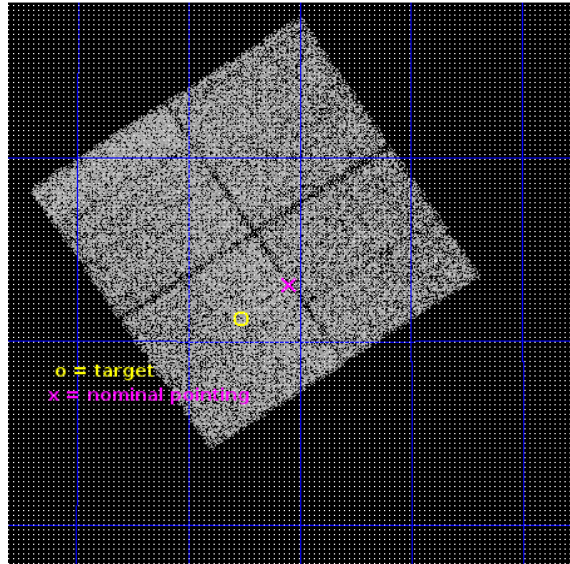 o = target
x = nominal pointing